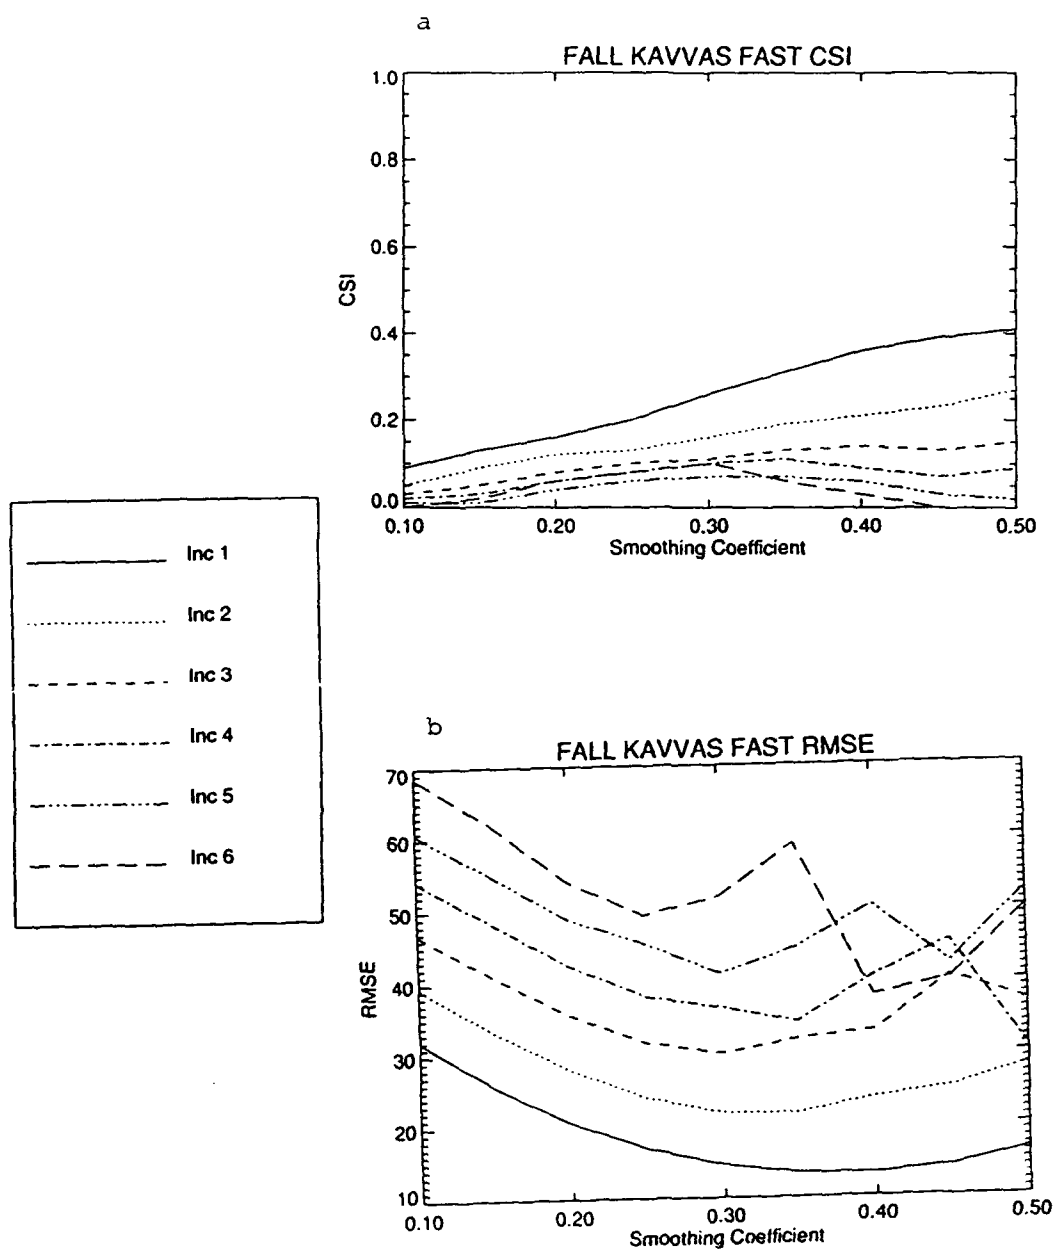 a
FALL KAVVAS FAST CSI
1.0
0.8
0.6
0.4
0.2
0.0
CSI
0.10 0.20 0.30 0.40 0.50
Smoothing Coefficient
Inc 1
Inc 2
Inc 3
Inc 4
Inc 5
Inc 6
b
FALL KAVVAS FAST RMSE
70
60
50
40
30
20
10
RMSE
0.10 0.20 0.30 0.40 0.50
Smoothing Coefficient